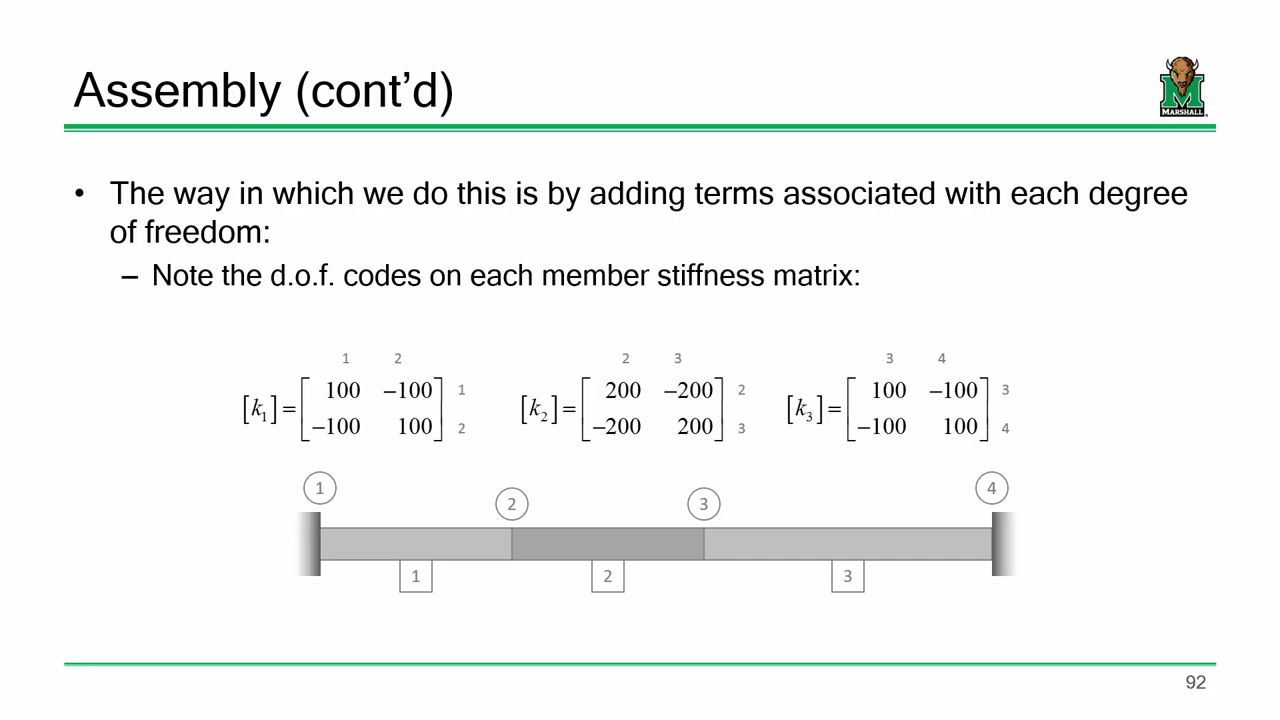 Assembly (cont’d)
MARSHALL
• The way in which we do this is by adding terms associated with each degree
of freedom:
– Note the d.o.f. codes on each member stiffness matrix:
1 2 2 3 3 4
[k₁] = [ 100 −100 ] 1 [k₂] = [ 200 −200 ] 2 [k₃] = [ 100 −100 ] 3
[ −100 100 ] 2 [ −200 200 ] 3 [ −100 100 ] 4
1 2 3 4
1 2 3
92